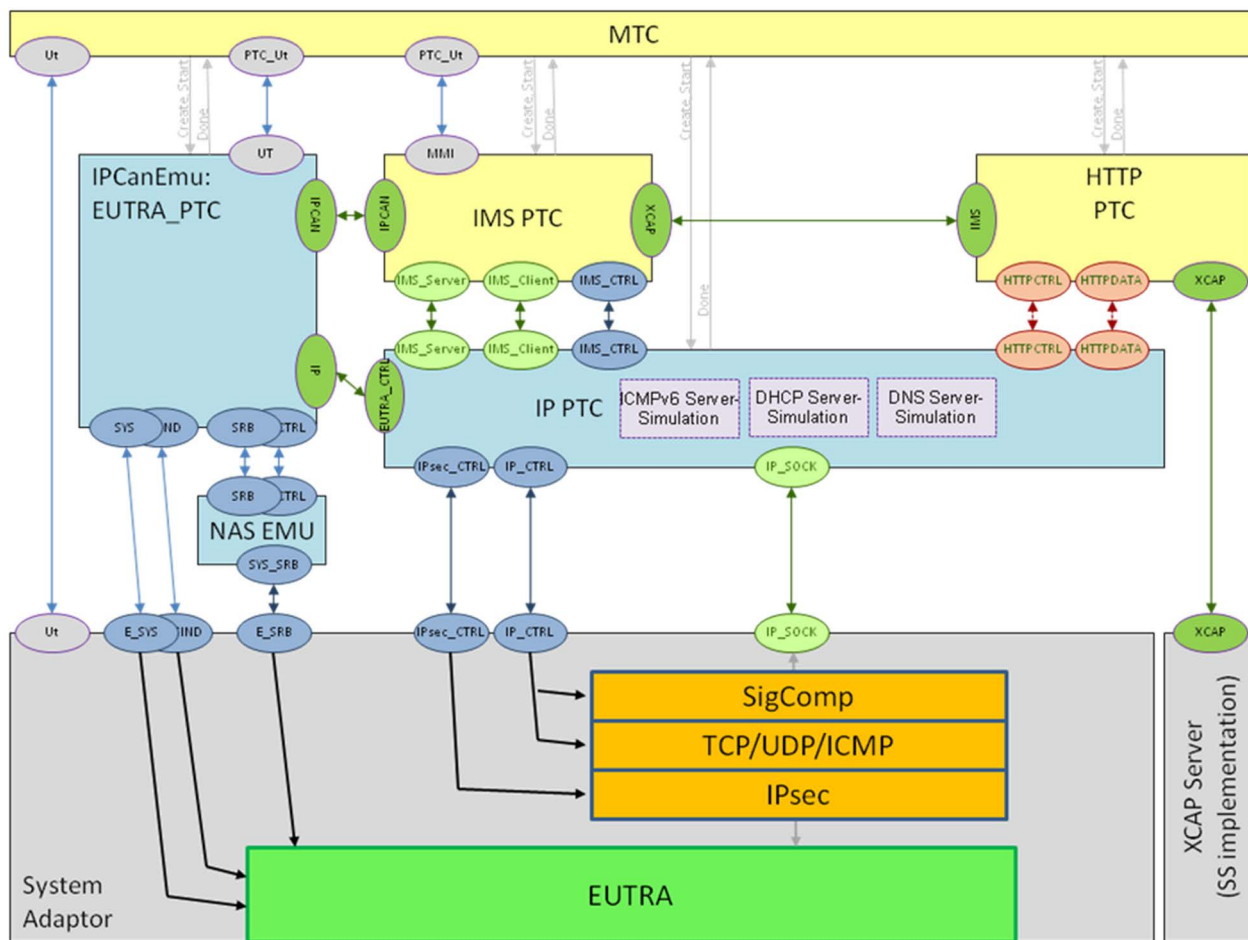 MTC
Ut
PTC_Ut
PTC_Ut
Create, Start
Done
Create, Start
Done
Create, Start
Done
Create, Start
Done
UT
MMI
IPCanEmu:
EUTRA_PTC
IPCAN
IPCAN
IMS PTC
XCAP
SMI
HTTP
PTC
IMS_Server
IMS_Client
IMS_CTRL
HTTPCTRL
HTTPDATA
XCAP
IMS_Server
IMS_Client
IMS_CTRL
HTTPCTRL
HTTPDATA
IP
EUTRA_CTRL
IP PTC
ICMPv6 Server-
Simulation
DHCP Server-
Simulation
DNS Server-
Simulation
SYS
IND
SRB
CTRL
IPsec_CTRL
IP_CTRL
IP_SOCK
SRB
CTRL
NAS EMU
SYS_SRB
Ut
E_SYS
IND
E_SRB
IPsec_CTRL
IP_CTRL
IP_SOCK
XCAP
SigComp
TCP/UDP/ICMP
IPsec
EUTRA
System
Adaptor
XCAP Server
(SS implementation)